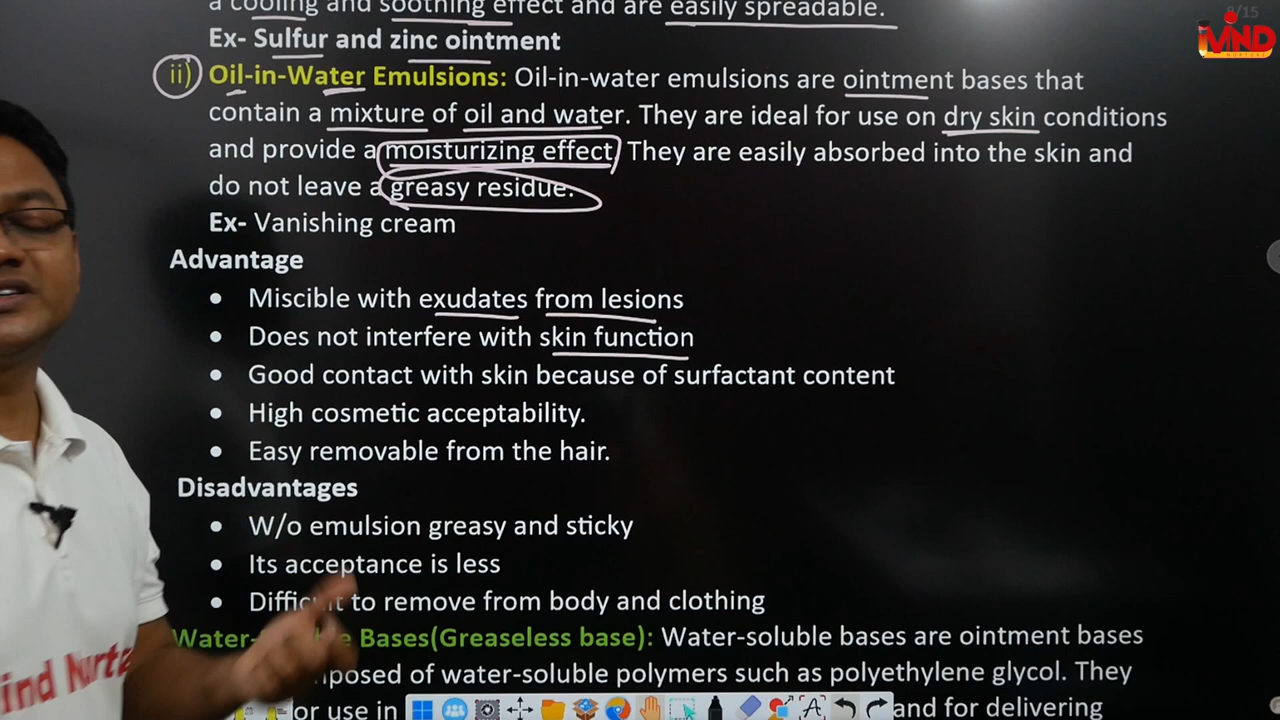 a cooling and soothing effect and are easily spreadable.
8/15
MIND
Ex- Sulfur and zinc ointment
ii) Oil-in-Water Emulsions: Oil-in-water emulsions are ointment bases that
contain a mixture of oil and water. They are ideal for use on dry skin conditions
and provide a moisturizing effect. They are easily absorbed into the skin and
do not leave a greasy residue.
Ex- Vanishing cream
Advantage
• Miscible with exudates from lesions
• Does not interfere with skin function
• Good contact with skin because of surfactant content
• High cosmetic acceptability.
• Easy removable from the hair.
Disadvantages
• W/o emulsion greasy and sticky
• Its acceptance is less
• Difficult to remove from body and clothing
Bases(Greaseless base): Water-soluble bases are ointment bases
of water-soluble polymers such as polyethylene glycol. They
or use in and for delivering